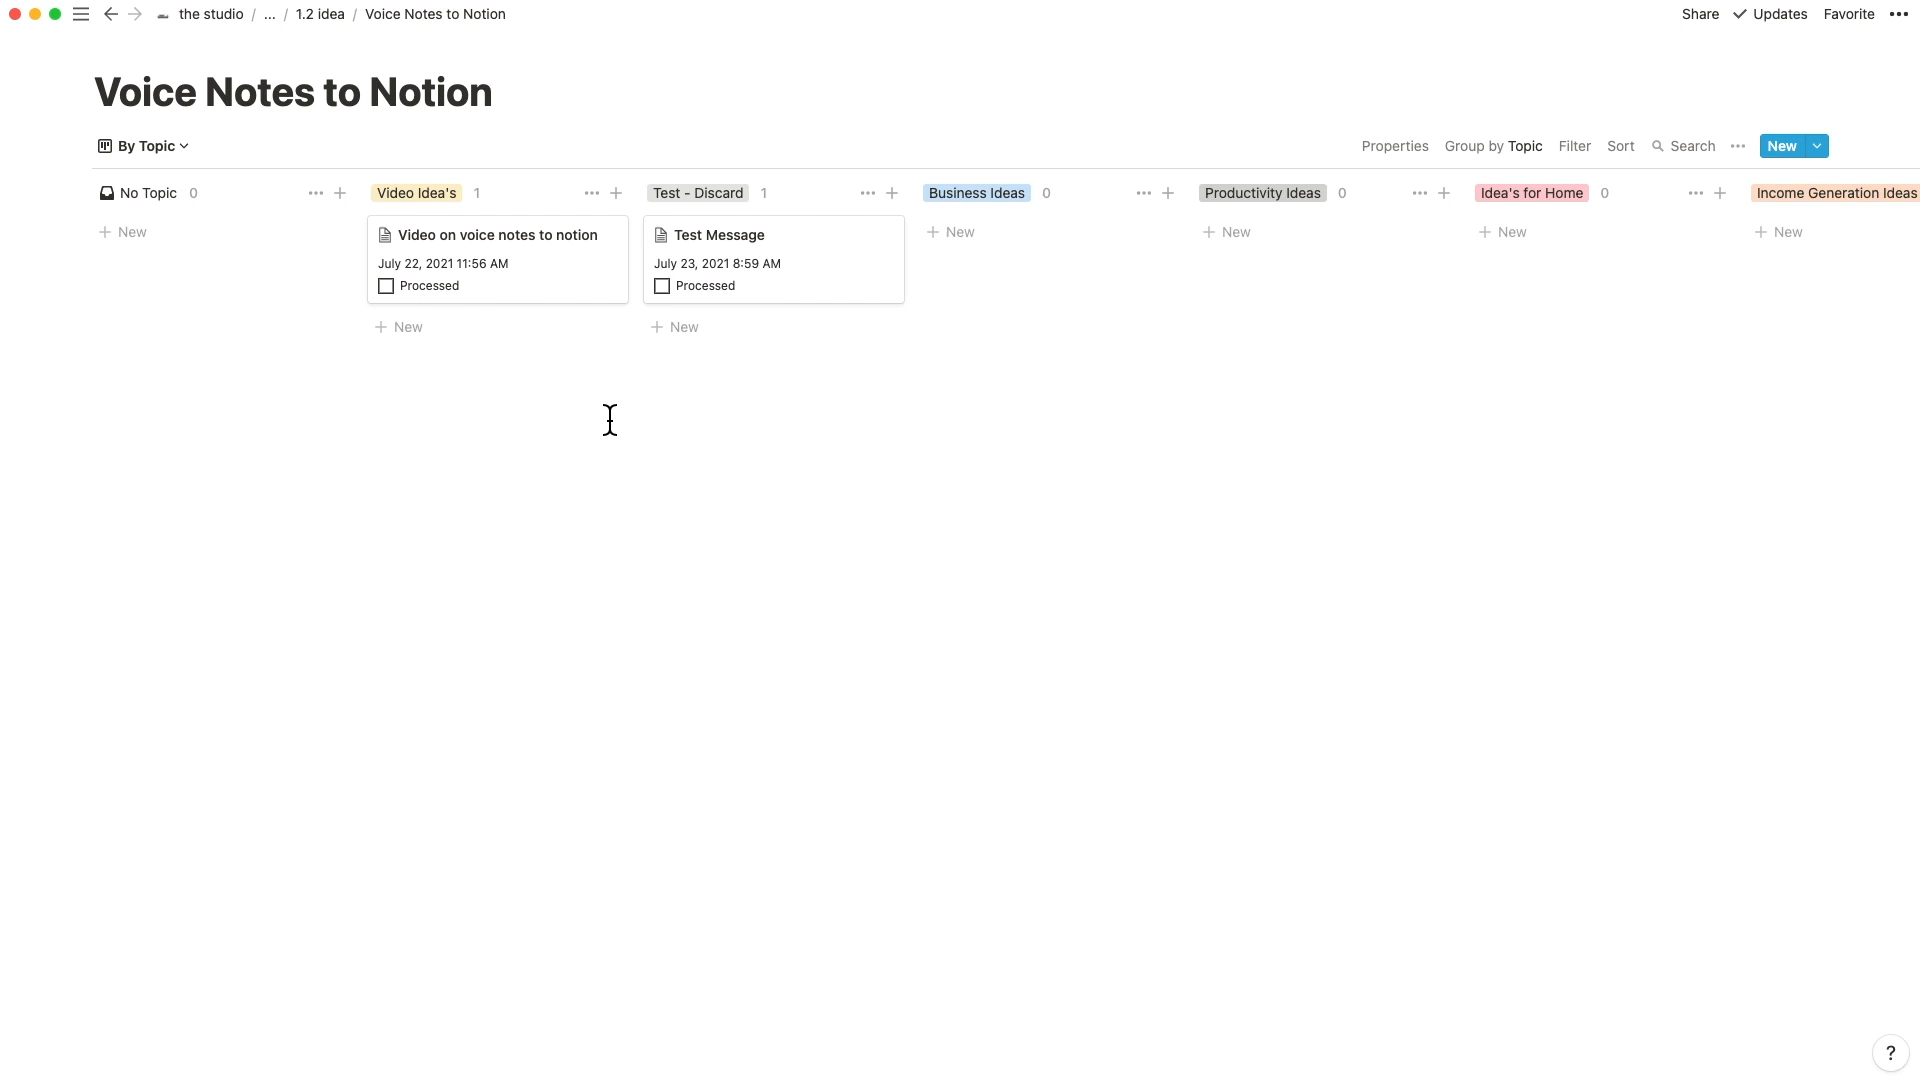 the studio / ... / 1.2 idea / Voice Notes to Notion
Share Updates Favorite
Voice Notes to Notion
By Topic
Properties Group by Topic Filter Sort Search New
No Topic 0
Video Idea's 1
Test - Discard 1
Business Ideas 0
Productivity Ideas 0
Idea's for Home 0
Income Generation Ideas
New
Video on voice notes to notion
July 22, 2021 11:56 AM
Processed
New
Test Message
July 23, 2021 8:59 AM
Processed
New
New
New
New
New
?